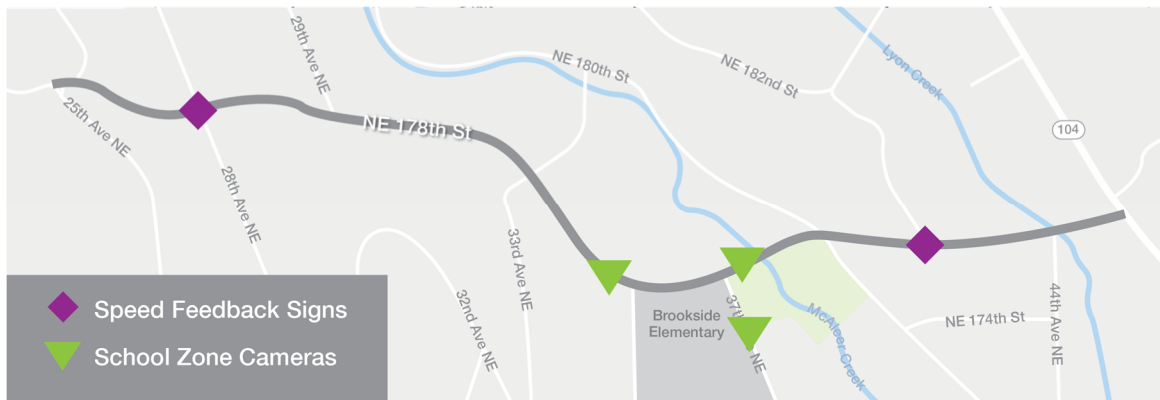 29th Ave NE
NE 180th St
NE 182nd St
Lyon Creek
25th Ave NE
NE 178th St
104
28th Ave NE
33rd Ave NE
32nd Ave NE
Speed Feedback Signs
School Zone Cameras
Brookside
Elementary
NE
McAleer Creek
NE 174th St
44th Ave NE